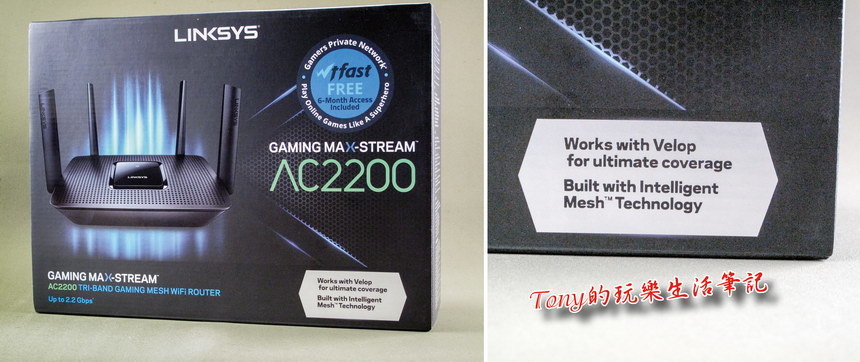 LINKSYS®
Gamers Private Network®
wtfast
FREE
6-Month Access
Included
Play Online Games Like A Superhero
GAMING MAX-STREAM™
AC2200
LINKSYS
GAMING MAX-STREAM™
AC2200 TRI-BAND GAMING MESH WiFi ROUTER
Up to 2.2 Gbps*
Works with Velop
for ultimate coverage
Built with Intelligent
Mesh™ Technology
Works with Velop
for ultimate coverage
Built with Intelligent
Mesh™ Technology
Tony的玩樂生活筆記